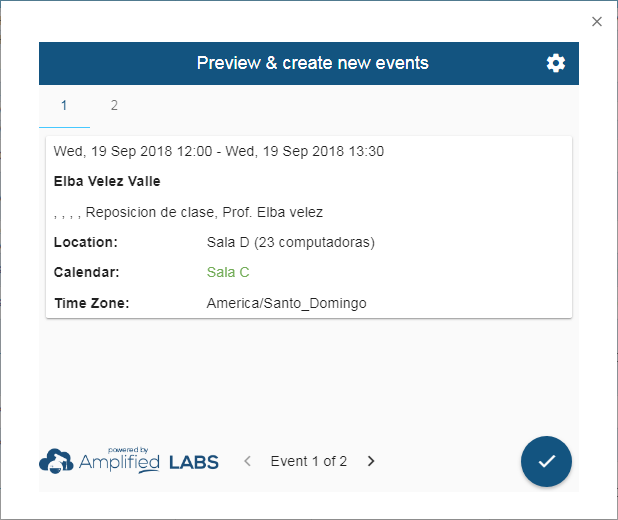 Preview & create new events
1 2
Wed, 19 Sep 2018 12:00 - Wed, 19 Sep 2018 13:30
Elba Velez Valle
, , , , Reposicion de clase, Prof. Elba velez
Location: Sala D (23 computadoras)
Calendar: Sala C
Time Zone: America/Santo_Domingo
powered by
Amplified LABS
Event 1 of 2